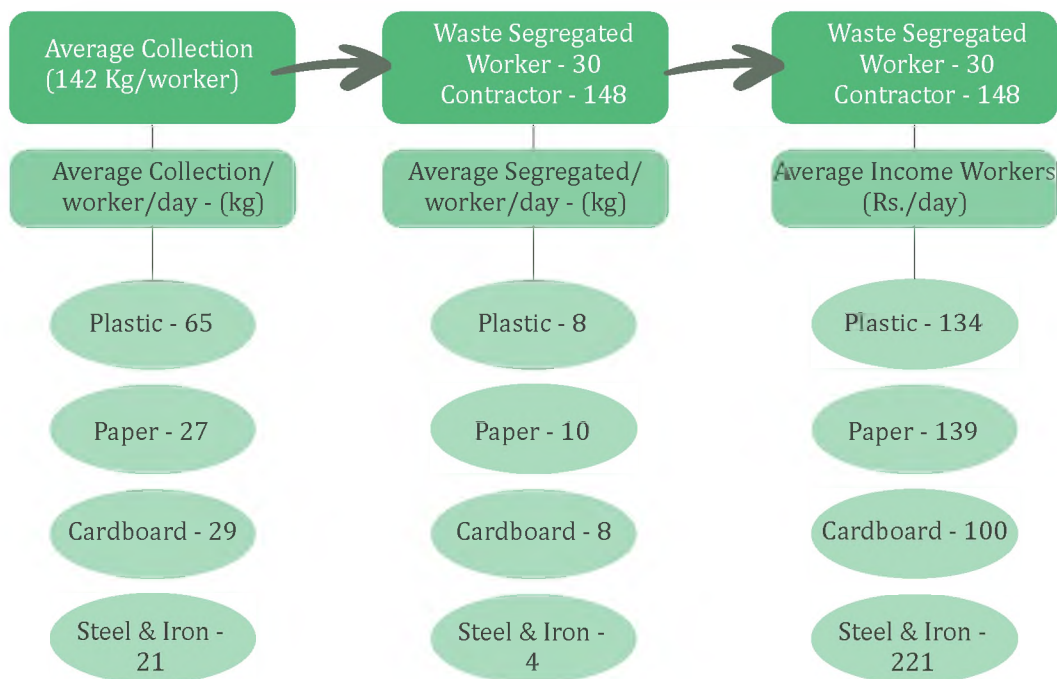 Average Collection
(142 Kg/worker)
Waste Segregated
Worker - 30
Contractor - 148
Waste Segregated
Worker - 30
Contractor - 148
Average Collection/
worker/day - (kg)
Average Segregated/
worker/day - (kg)
Average Income Workers
(Rs./day)
Plastic - 65
Plastic - 8
Plastic - 134
Paper - 27
Paper - 10
Paper - 139
Cardboard - 29
Cardboard - 8
Cardboard - 100
Steel & Iron -
21
Steel & Iron -
4
Steel & Iron -
221